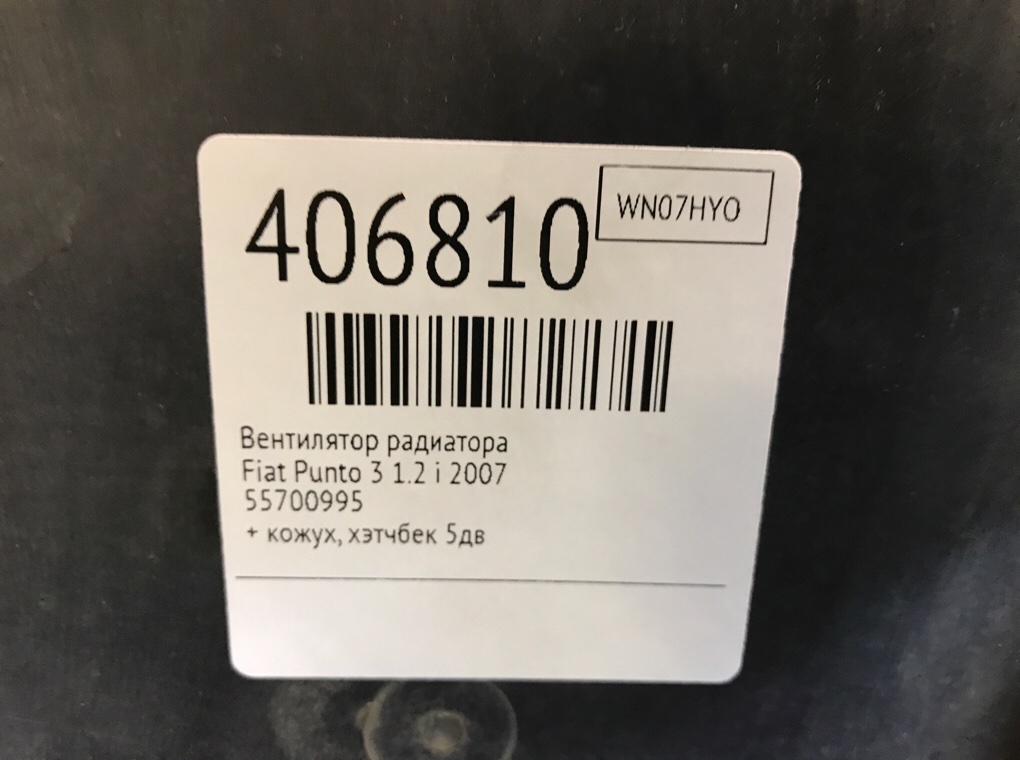 406810
WN07HYO
Вентилятор радиатора
Fiat Punto 3 1.2 i 2007
55700995
+ кожух, хэтчбек 5дв